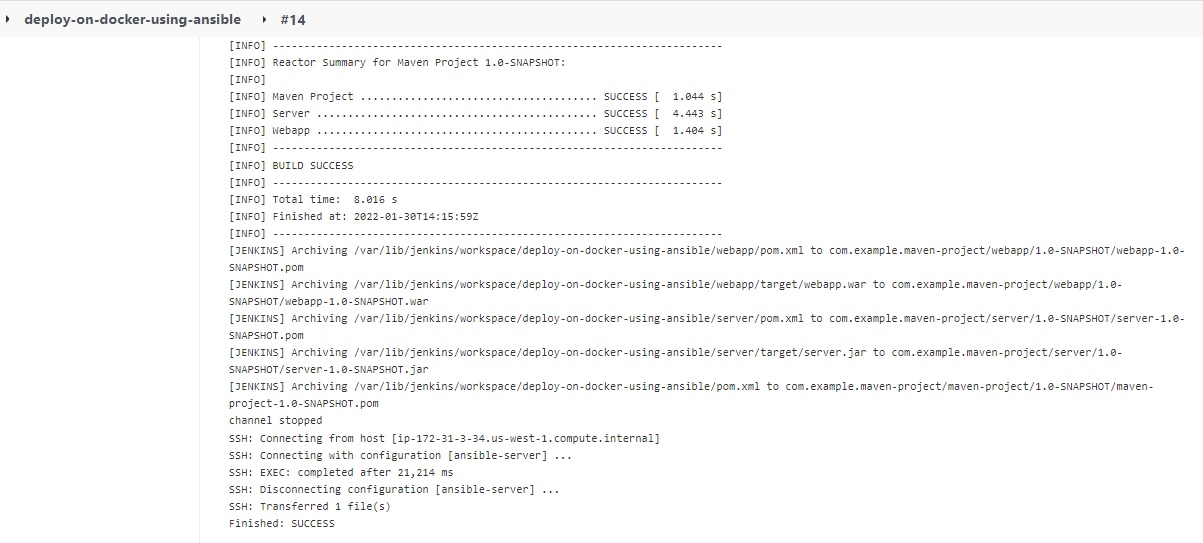 deploy-on-docker-using-ansible #14
[INFO] ------------------------------------------------------------------------
[INFO] Reactor Summary for Maven Project 1.0-SNAPSHOT:
[INFO]
[INFO] Maven Project ...................................... SUCCESS [  1.044 s]
[INFO] Server ............................................. SUCCESS [  4.443 s]
[INFO] Webapp ............................................. SUCCESS [  1.404 s]
[INFO] ------------------------------------------------------------------------
[INFO] BUILD SUCCESS
[INFO] ------------------------------------------------------------------------
[INFO] Total time:  8.016 s
[INFO] Finished at: 2022-01-30T14:15:59Z
[INFO] ------------------------------------------------------------------------
[JENKINS] Archiving /var/lib/jenkins/workspace/deploy-on-docker-using-ansible/webapp/pom.xml to com.example.maven-project/webapp/1.0-SNAPSHOT/webapp-1.0-
SNAPSHOT.pom
[JENKINS] Archiving /var/lib/jenkins/workspace/deploy-on-docker-using-ansible/webapp/target/webapp.war to com.example.maven-project/webapp/1.0-
SNAPSHOT/webapp-1.0-SNAPSHOT.war
[JENKINS] Archiving /var/lib/jenkins/workspace/deploy-on-docker-using-ansible/server/pom.xml to com.example.maven-project/server/1.0-SNAPSHOT/server-1.0-
SNAPSHOT.pom
[JENKINS] Archiving /var/lib/jenkins/workspace/deploy-on-docker-using-ansible/server/target/server.jar to com.example.maven-project/server/1.0-
SNAPSHOT/server-1.0-SNAPSHOT.jar
[JENKINS] Archiving /var/lib/jenkins/workspace/deploy-on-docker-using-ansible/pom.xml to com.example.maven-project/maven-project/1.0-SNAPSHOT/maven-
project-1.0-SNAPSHOT.pom
channel stopped
SSH: Connecting from host [ip-172-31-3-34.us-west-1.compute.internal]
SSH: Connecting with configuration [ansible-server] ...
SSH: EXEC: completed after 21,214 ms
SSH: Disconnecting configuration [ansible-server] ...
SSH: Transferred 1 file(s)
Finished: SUCCESS